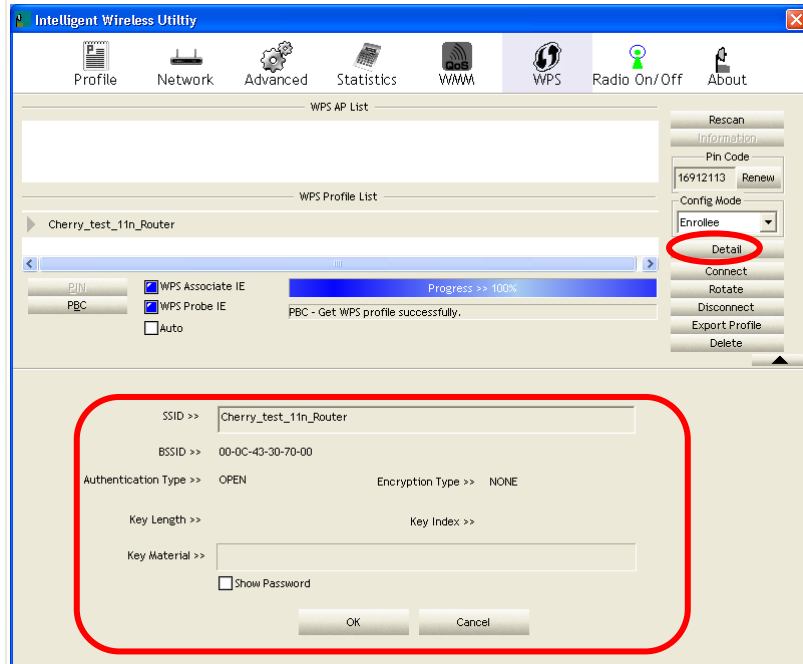 Intelligent Wireless Utiltiy
Profile Network Advanced Statistics QoS WMM WPS Radio On/Off About
WPS AP List
Rescan
Information
Pin Code
16912113 Renew
WPS Profile List
Config Mode
Cherry_test_11n_Router
Enrollee
Detail
Connect
PIN WPS Associate IE Progress >> 100%
Rotate
PBC WPS Probe IE PBC - Get WPS profile successfully.
Disconnect
Auto
Export Profile
Delete
SSID >> Cherry_test_11n_Router
BSSID >> 00-0C-43-30-70-00
Authentication Type >> OPEN Encryption Type >> NONE
Key Length >> Key Index >>
Key Material >>
Show Password
OK Cancel